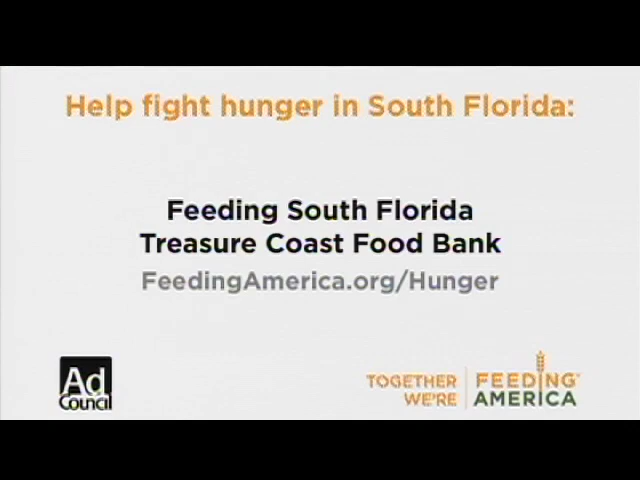 Help fight hunger in South Florida:
Feeding South Florida
Treasure Coast Food Bank
FeedingAmerica.org/Hunger
Ad
Council
TOGETHER
WE'RE
FEEDING
AMERICA